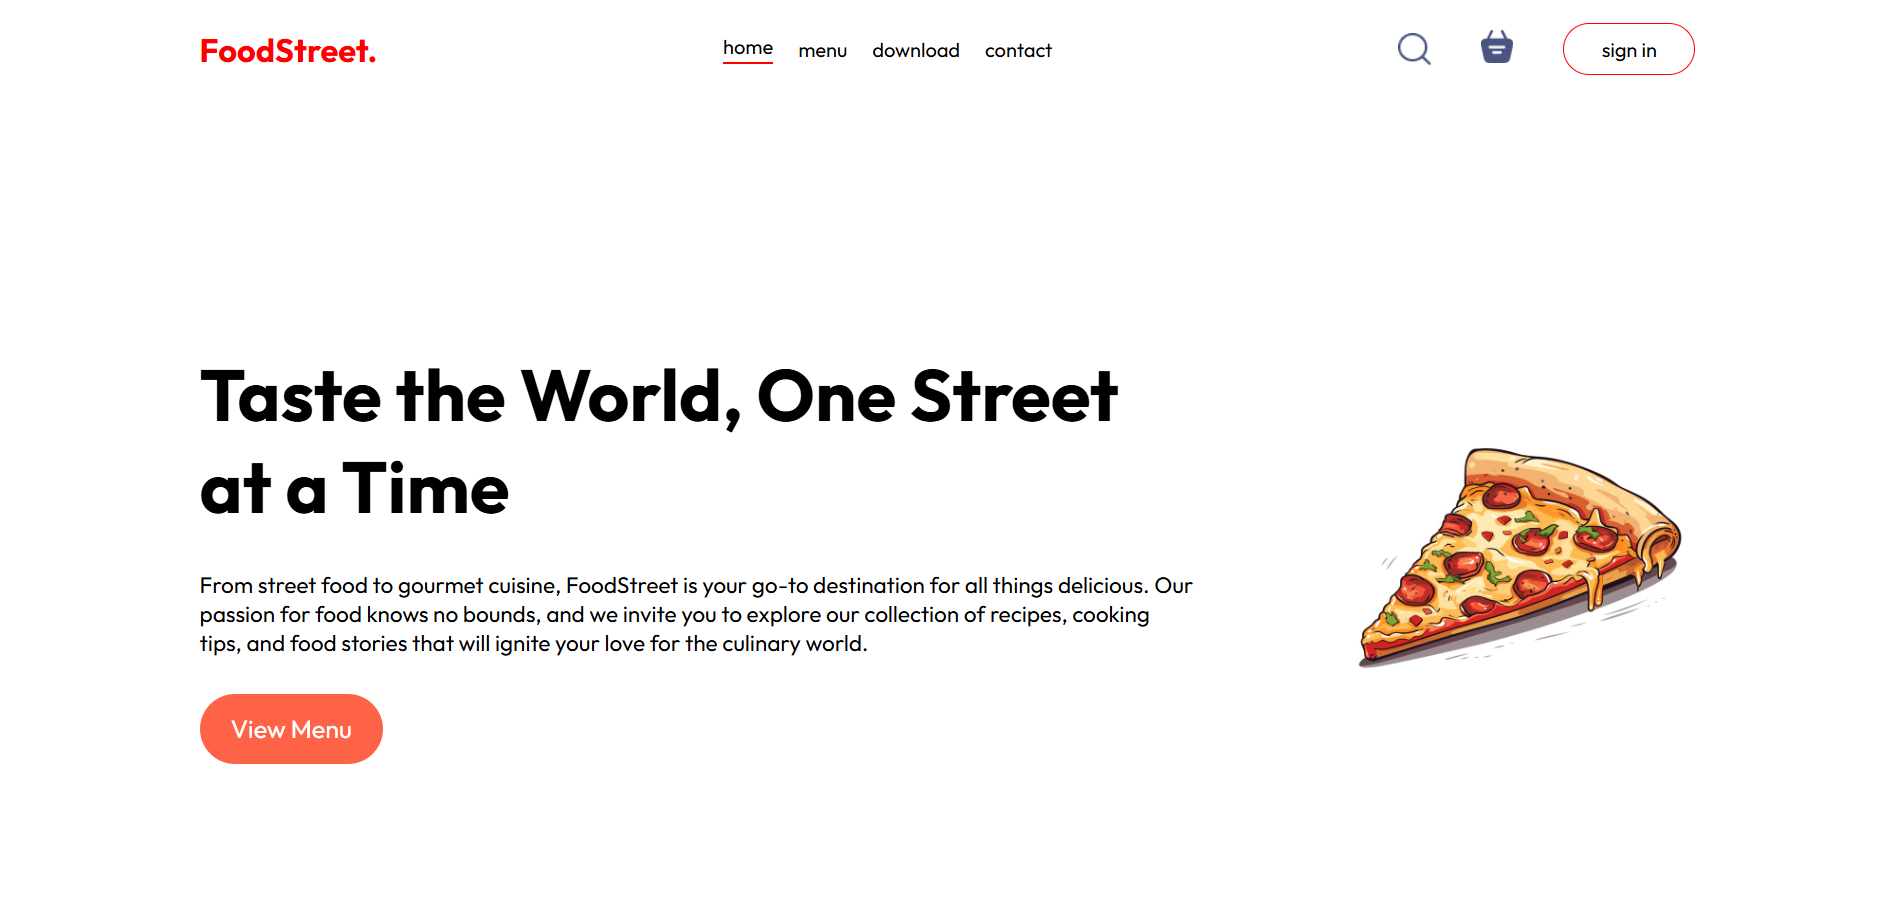 FoodStreet.
home menu download contact
sign in
Taste the World, One Street
at a Time
From street food to gourmet cuisine, FoodStreet is your go-to destination for all things delicious. Our
passion for food knows no bounds, and we invite you to explore our collection of recipes, cooking
tips, and food stories that will ignite your love for the culinary world.
View Menu